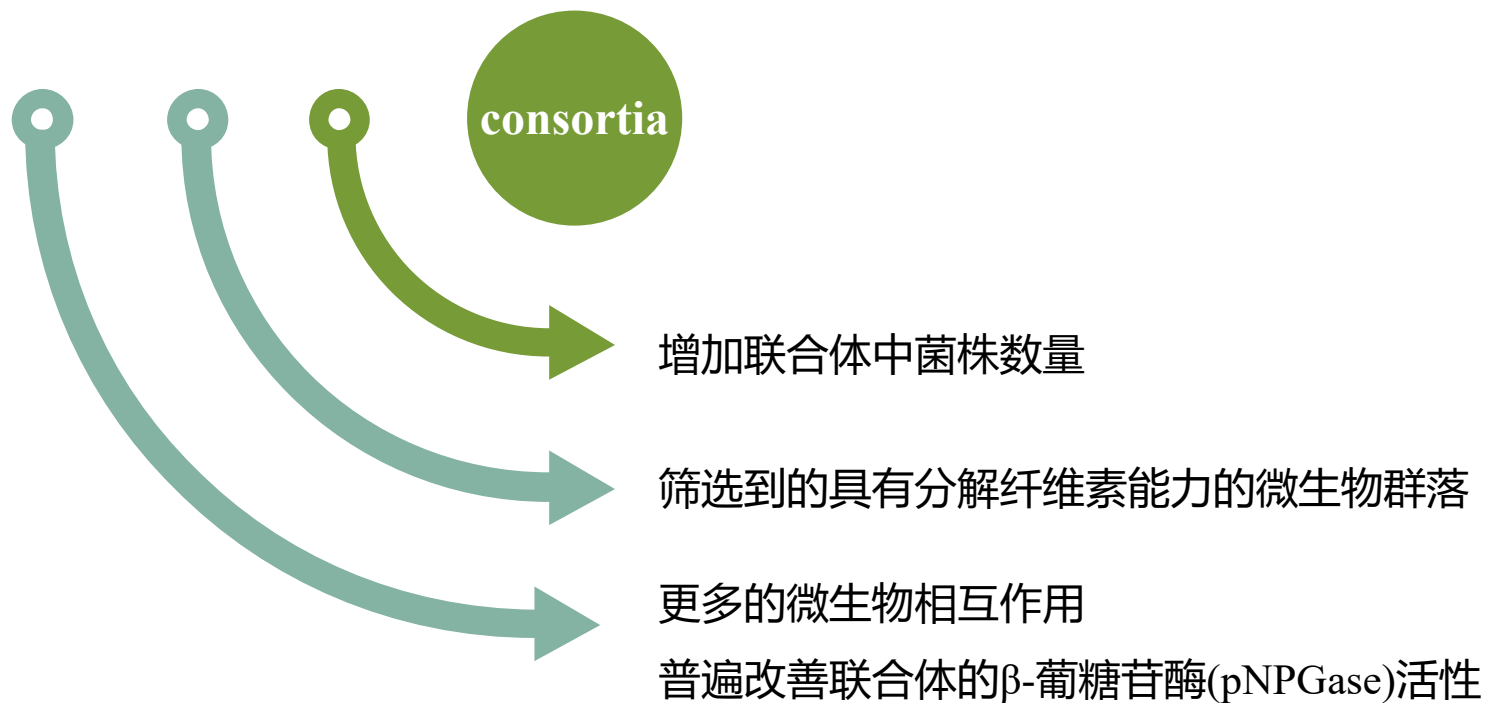 consortia
增加联合体中菌株数量
筛选到的具有分解纤维素能力的微生物群落
更多的微生物相互作用
普遍改善联合体的β-葡糖苷酶(pNPGase)活性